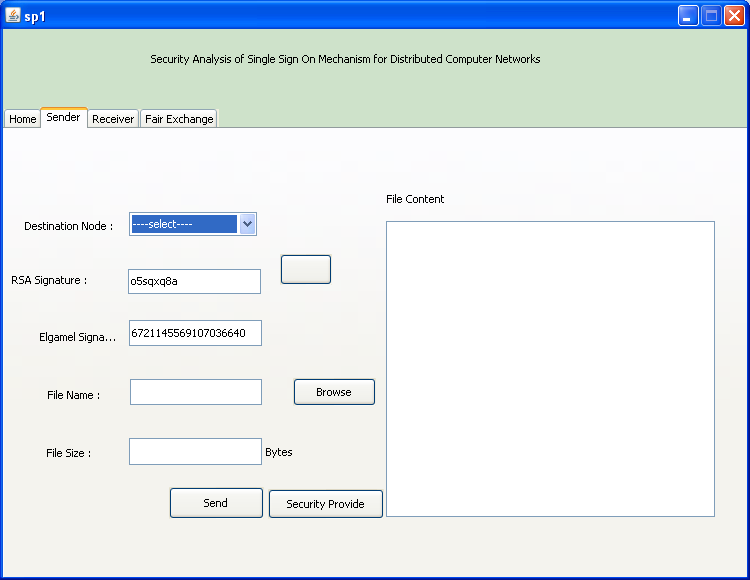 sp1
Security Analysis of Single Sign On Mechanism for Distributed Computer Networks
Home Sender Receiver Fair Exchange
File Content
Destination Node : ----select----
RSA Signature : o5sqxq8a
Elgamel Signa... 6721145569107036640
File Name : Browse
File Size : Bytes
Send Security Provide